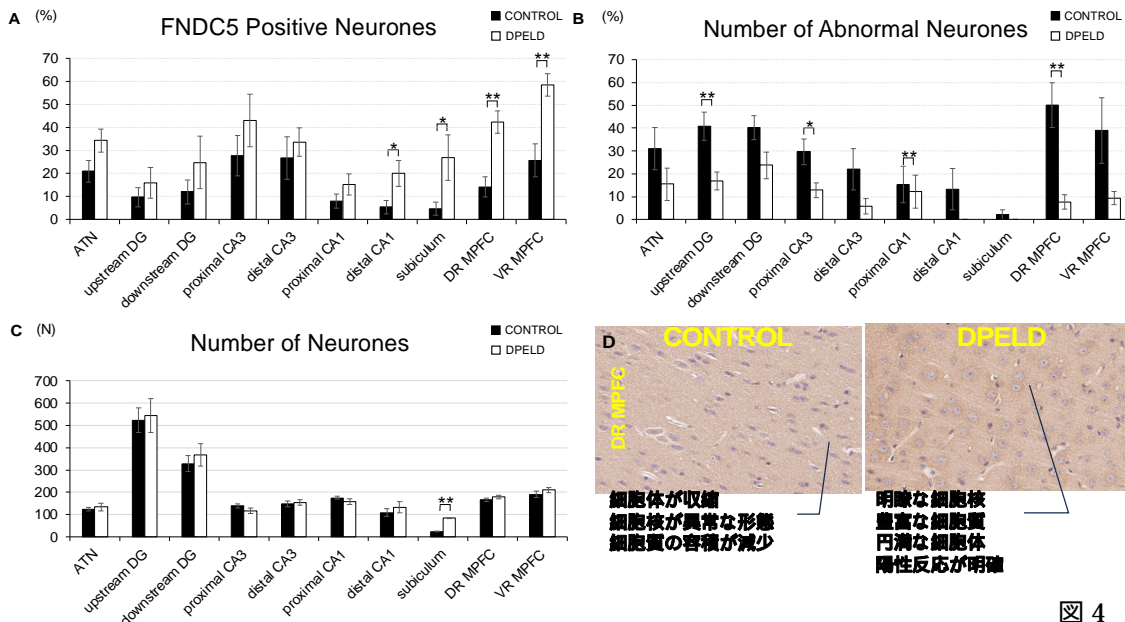 A
(%)
FNDC5 Positive Neurones
CONTROL
DPELD
70
60
50
40
30
20
10
0
**
**
*
*
ATN
upstream DG
downstream DG
proximal CA3
distal CA3
proximal CA1
distal CA1
subiculum
DR MPFC
VR MPFC
B
(%)
Number of Abnormal Neurones
CONTROL
DPELD
70
60
50
40
30
20
10
0
**
**
*
**
ATN
upstream DG
downstream DG
proximal CA3
distal CA3
proximal CA1
distal CA1
subiculum
DR MPFC
VR MPFC
C
(N)
Number of Neurones
CONTROL
DPELD
700
600
500
400
300
200
100
0
**
ATN
upstream DG
downstream DG
proximal CA3
distal CA3
proximal CA1
distal CA1
subiculum
DR MPFC
VR MPFC
D
CONTROL
DPELD
DR MPFC
細胞体が収縮
細胞核が異常な形態
細胞質の容積が減少
明瞭な細胞核
豊富な細胞質
円満な細胞体
陽性反応が明確
図 4